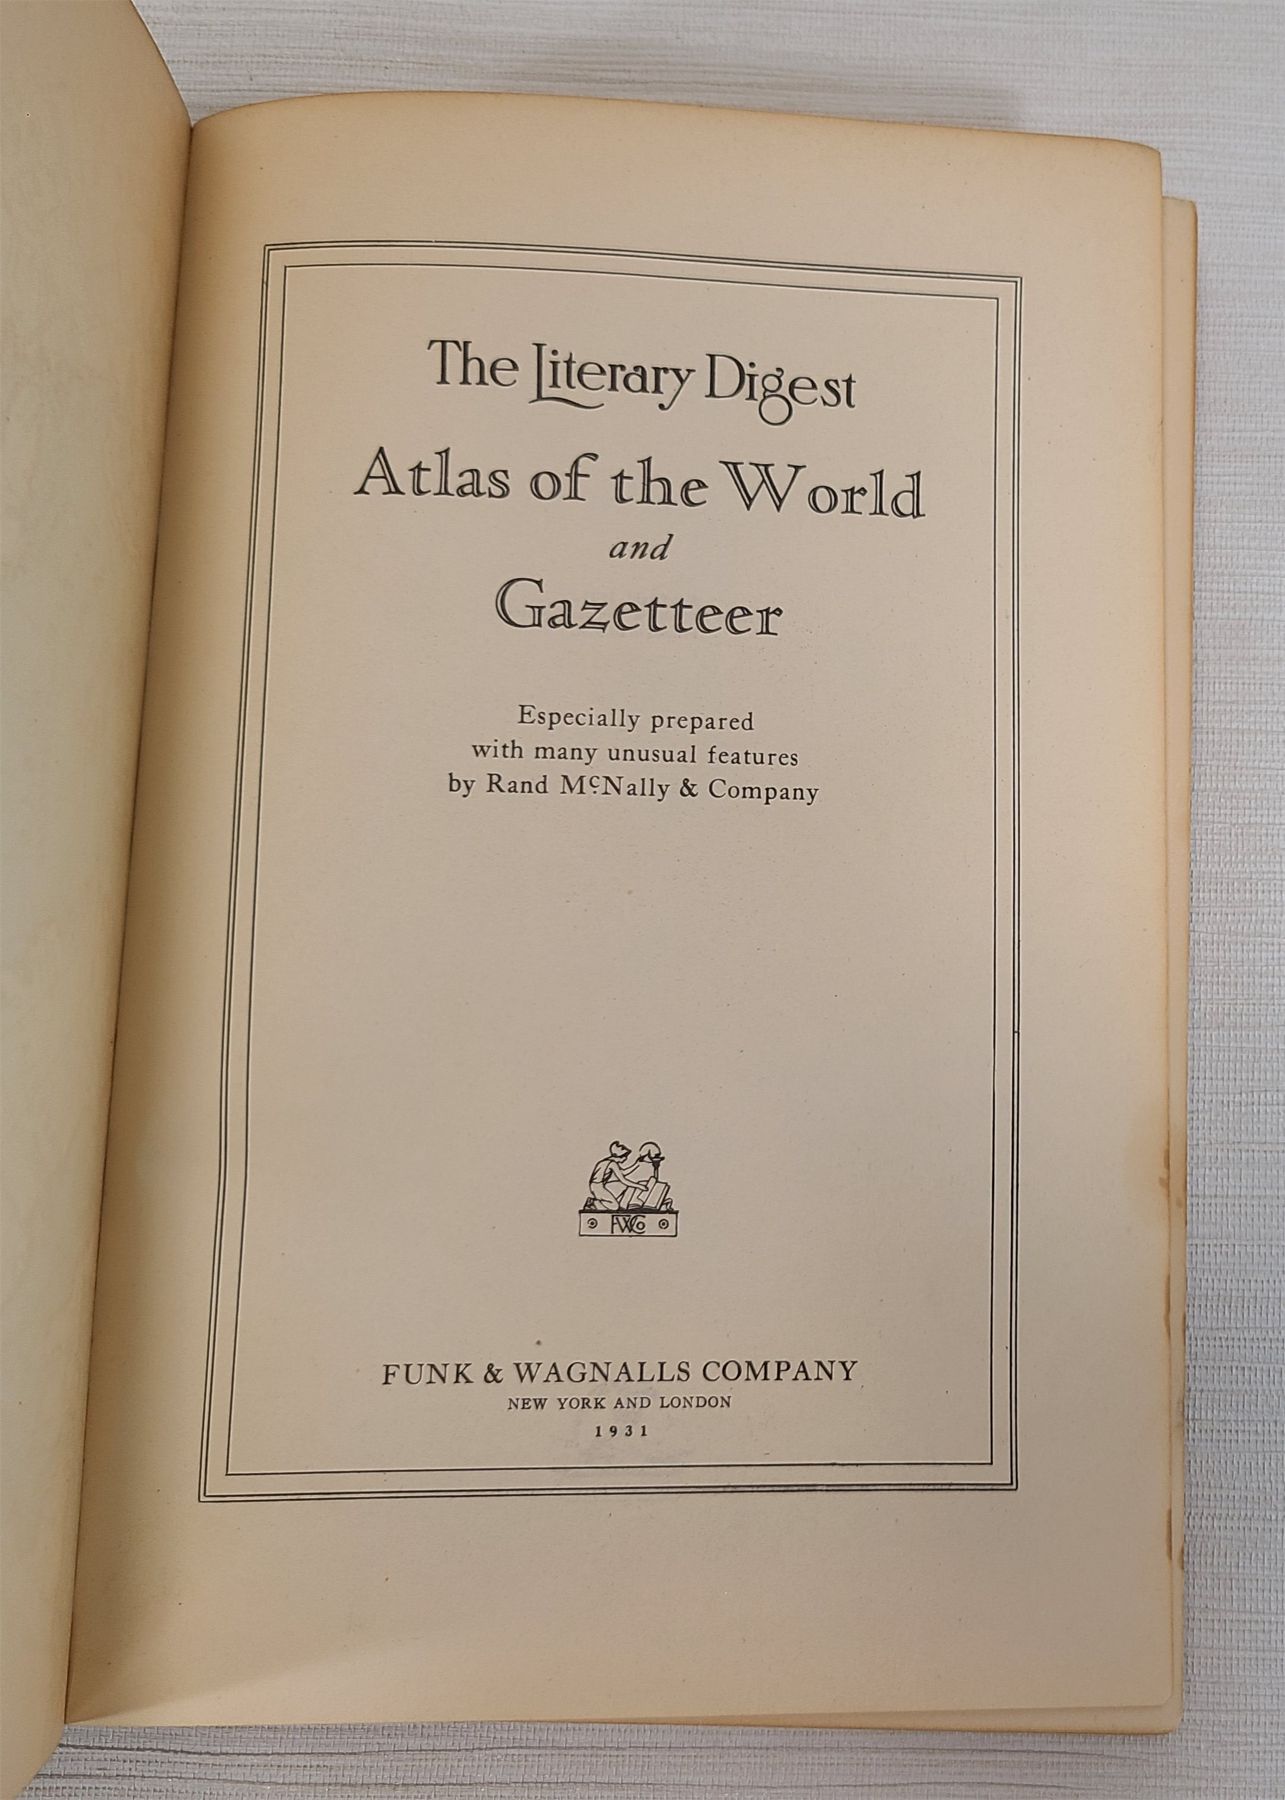 The Literary Digest
Atlas of the World
and
Gazetteer
Especially prepared
with many unusual features
by Rand McNally & Company
FWCo
FUNK & WAGNALLS COMPANY
NEW YORK AND LONDON
1931